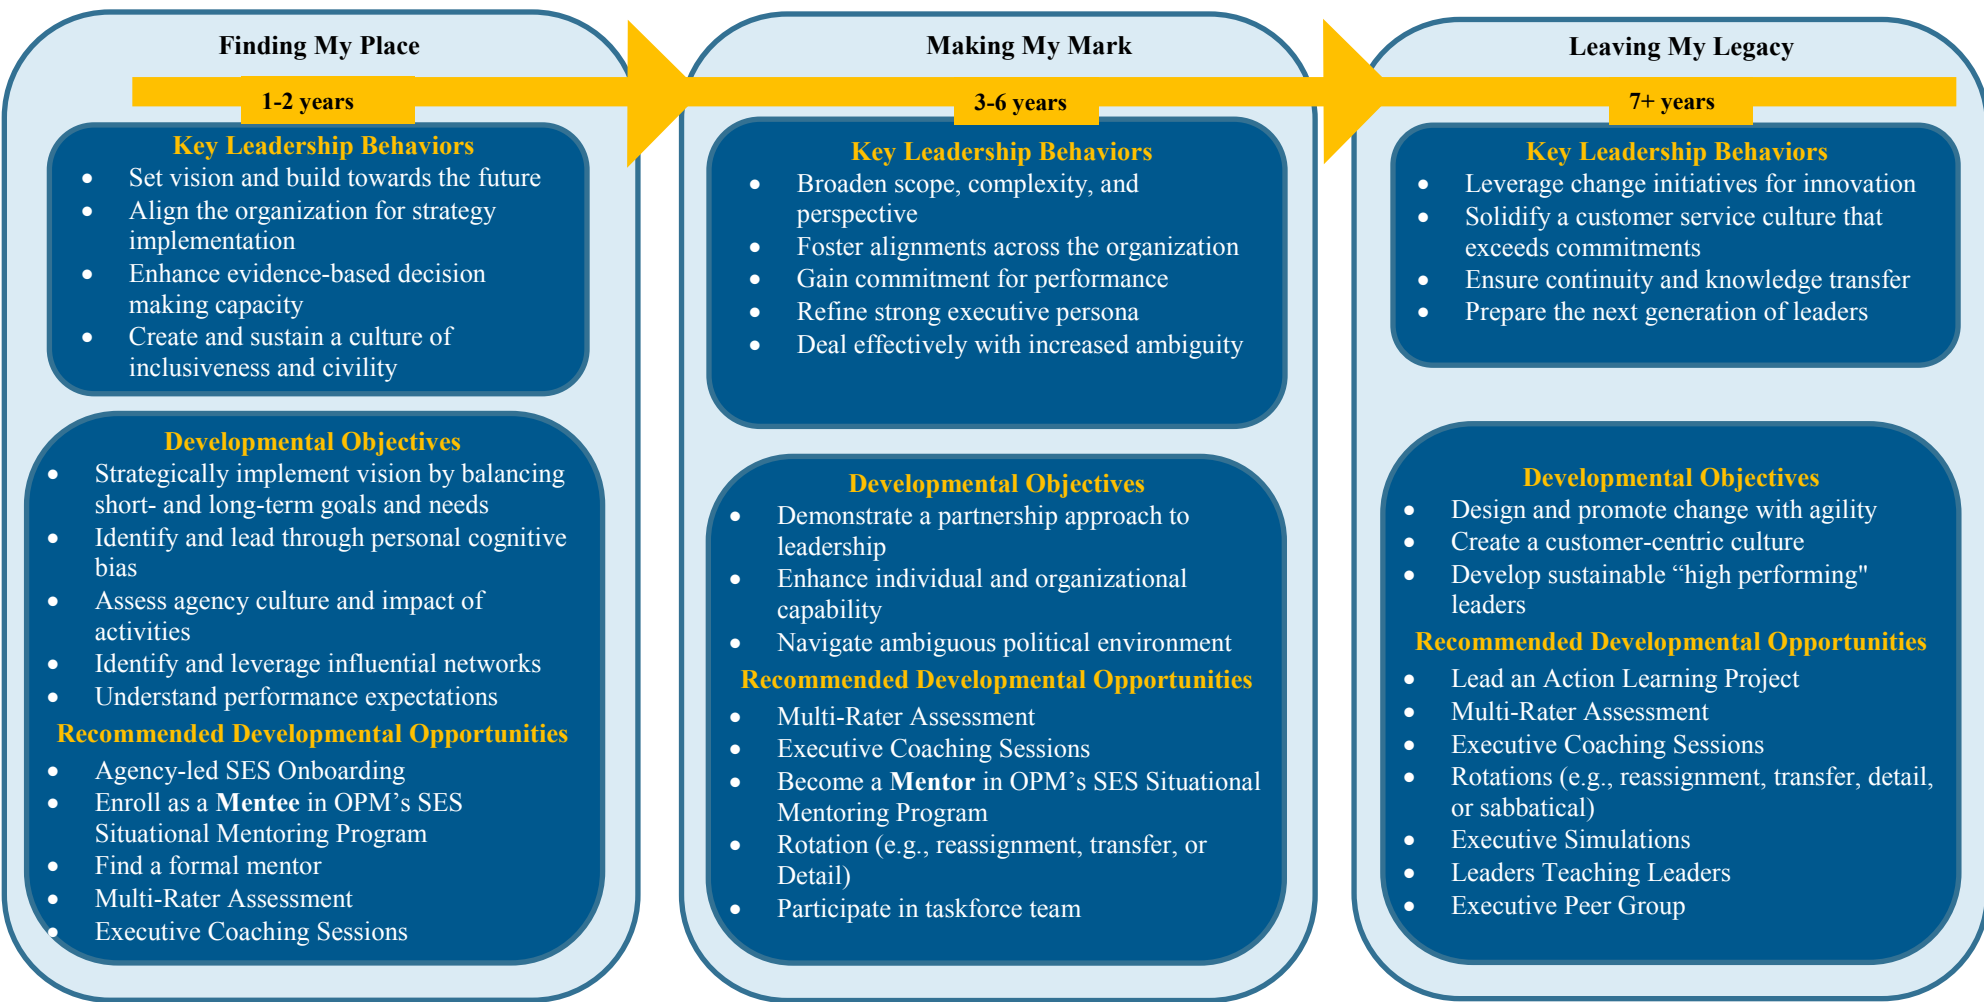 Finding My Place
1-2 years
Key Leadership Behaviors
• Set vision and build towards the future
• Align the organization for strategy
implementation
• Enhance evidence-based decision
making capacity
• Create and sustain a culture of
inclusiveness and civility
Developmental Objectives
• Strategically implement vision by balancing
short- and long-term goals and needs
• Identify and lead through personal cognitive
bias
• Assess agency culture and impact of
activities
• Identify and leverage influential networks
• Understand performance expectations
Recommended Developmental Opportunities
• Agency-led SES Onboarding
• Enroll as a Mentee in OPM’s SES
Situational Mentoring Program
• Find a formal mentor
• Multi-Rater Assessment
• Executive Coaching Sessions
Making My Mark
3-6 years
Key Leadership Behaviors
• Broaden scope, complexity, and
perspective
• Foster alignments across the organization
• Gain commitment for performance
• Refine strong executive persona
• Deal effectively with increased ambiguity
Developmental Objectives
• Demonstrate a partnership approach to
leadership
• Enhance individual and organizational
capability
• Navigate ambiguous political environment
Recommended Developmental Opportunities
• Multi-Rater Assessment
• Executive Coaching Sessions
• Become a Mentor in OPM’s SES Situational
Mentoring Program
• Rotation (e.g., reassignment, transfer, or
Detail)
• Participate in taskforce team
Leaving My Legacy
7+ years
Key Leadership Behaviors
• Leverage change initiatives for innovation
• Solidify a customer service culture that
exceeds commitments
• Ensure continuity and knowledge transfer
• Prepare the next generation of leaders
Developmental Objectives
• Design and promote change with agility
• Create a customer-centric culture
• Develop sustainable “high performing"
leaders
Recommended Developmental Opportunities
• Lead an Action Learning Project
• Multi-Rater Assessment
• Executive Coaching Sessions
• Rotations (e.g., reassignment, transfer, detail,
or sabbatical)
• Executive Simulations
• Leaders Teaching Leaders
• Executive Peer Group